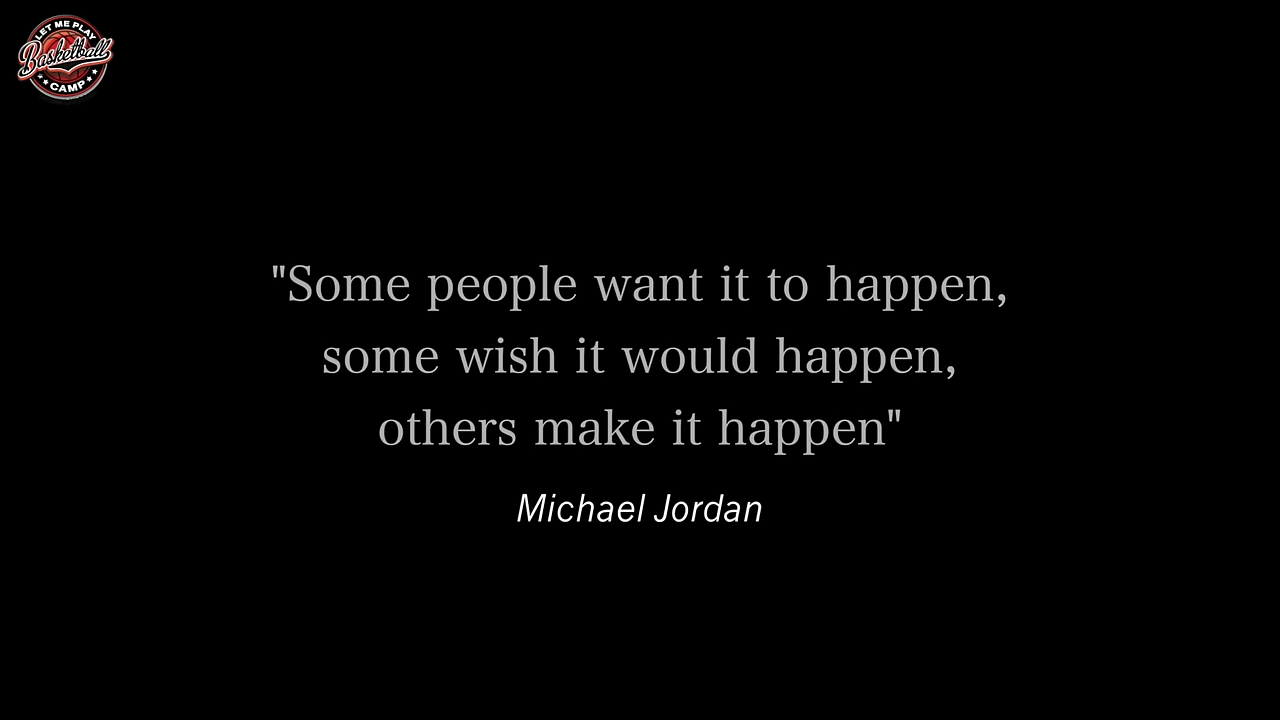 LET ME PLAY
Basketball
CAMP
"Some people want it to happen,
some wish it would happen,
others make it happen"
Michael Jordan